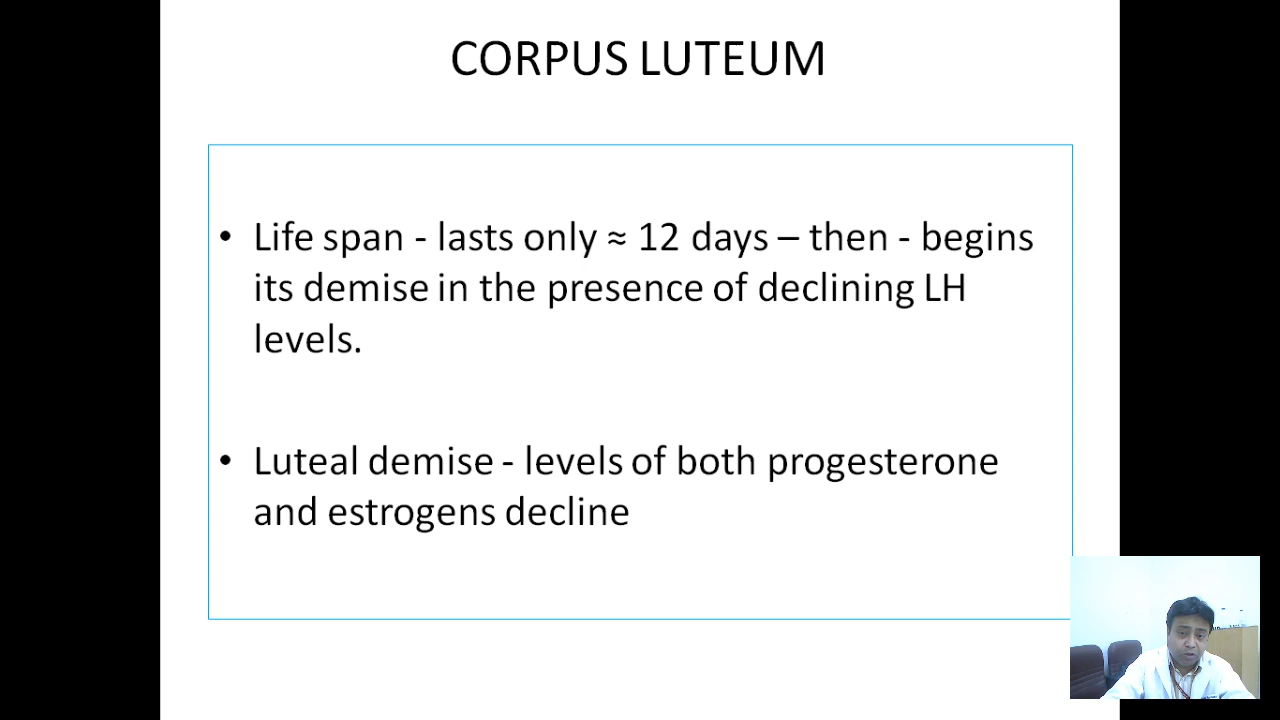 CORPUS LUTEUM
• Life span - lasts only ≈ 12 days – then - begins
its demise in the presence of declining LH
levels.
• Luteal demise - levels of both progesterone
and estrogens decline